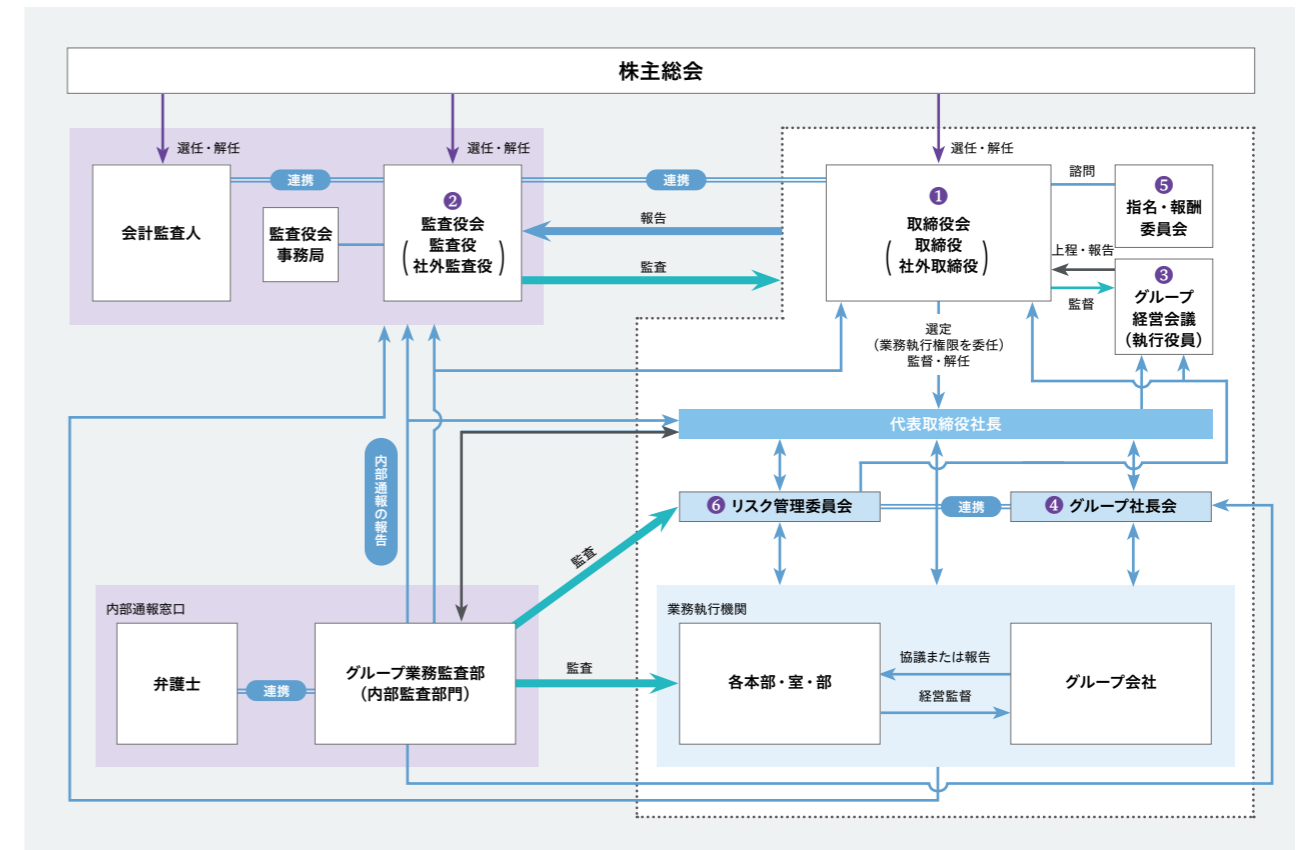 株主総会
選任・解任
選任・解任
選任・解任
会計監査人
連携
監査役会
事務局
❷
監査役会
監査役
社外監査役
連携
報告
監査
❶
取締役会
取締役
社外取締役
諮問
❺
指名・報酬
委員会
上程・報告
監督
❸
グループ
経営会議
（執行役員）
選定
（業務執行権限を委任）
監督・解任
代表取締役社長
内部通報の報告
❻ リスク管理委員会
連携
❹ グループ社長会
監査
内部通報窓口
弁護士
連携
グループ業務監査部
（内部監査部門）
監査
業務執行機関
各本部・室・部
協議または報告
経営監督
グループ会社